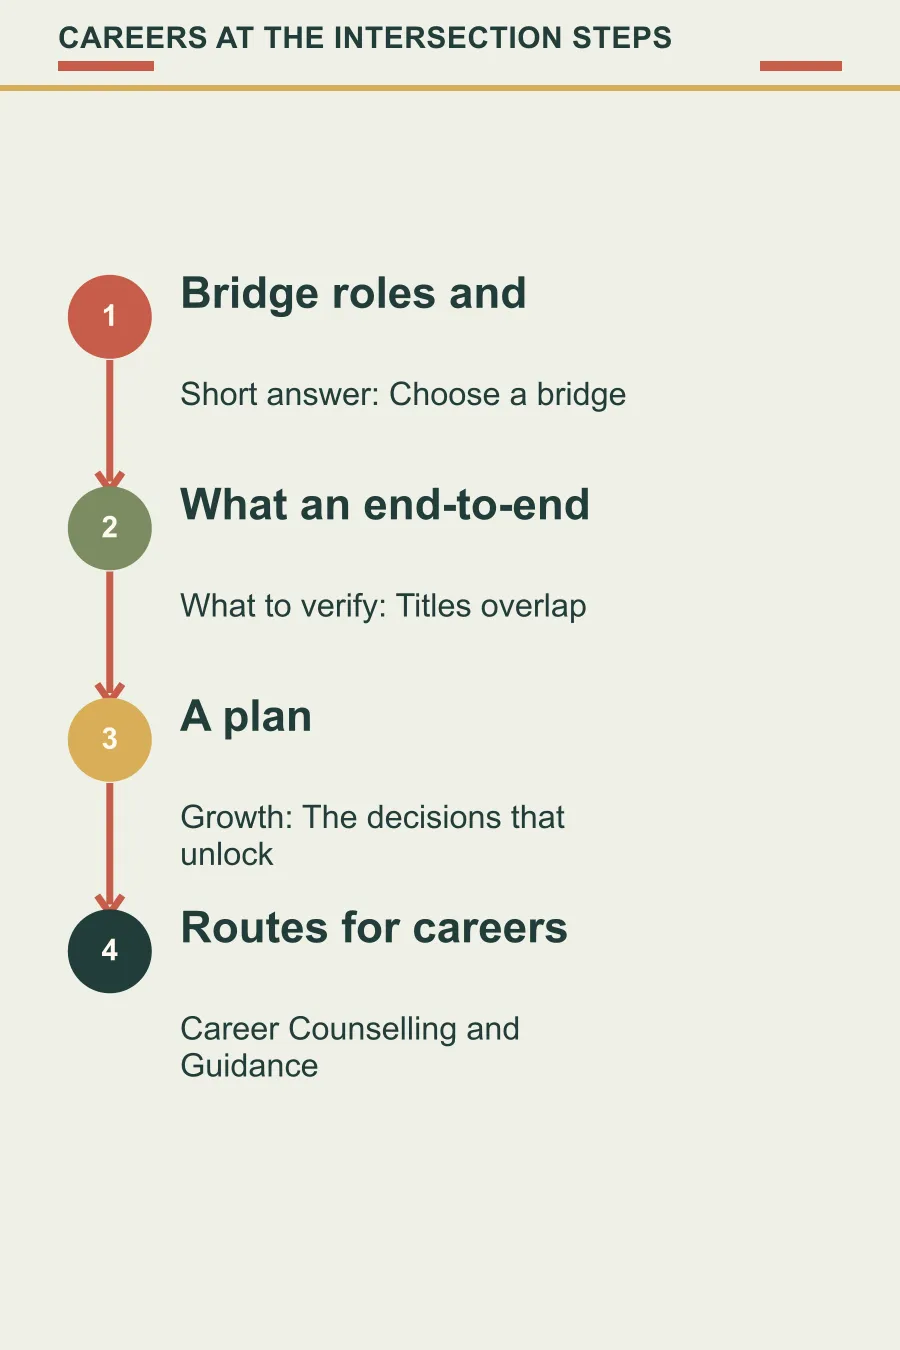 CAREERS AT THE INTERSECTION STEPS
1
Bridge roles and
Short answer: Choose a bridge
2
What an end-to-end
What to verify: Titles overlap
3
A plan
Growth: The decisions that
unlock
4
Routes for careers
Career Counselling and
Guidance